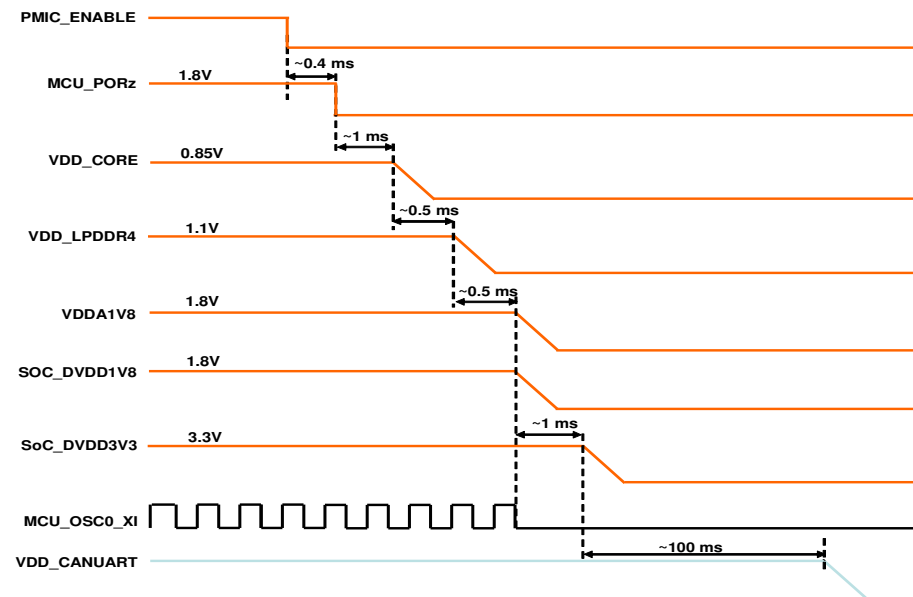 PMIC_ENABLE
~0.4 ms
MCU_PORz 1.8V
~1 ms
VDD_CORE 0.85V
~0.5 ms
VDD_LPDDR4 1.1V
~0.5 ms
VDDA1V8 1.8V
SOC_DVDD1V8 1.8V
~1 ms
SoC_DVDD3V3 3.3V
MCU_OSC0_XI
~100 ms
VDD_CANUART